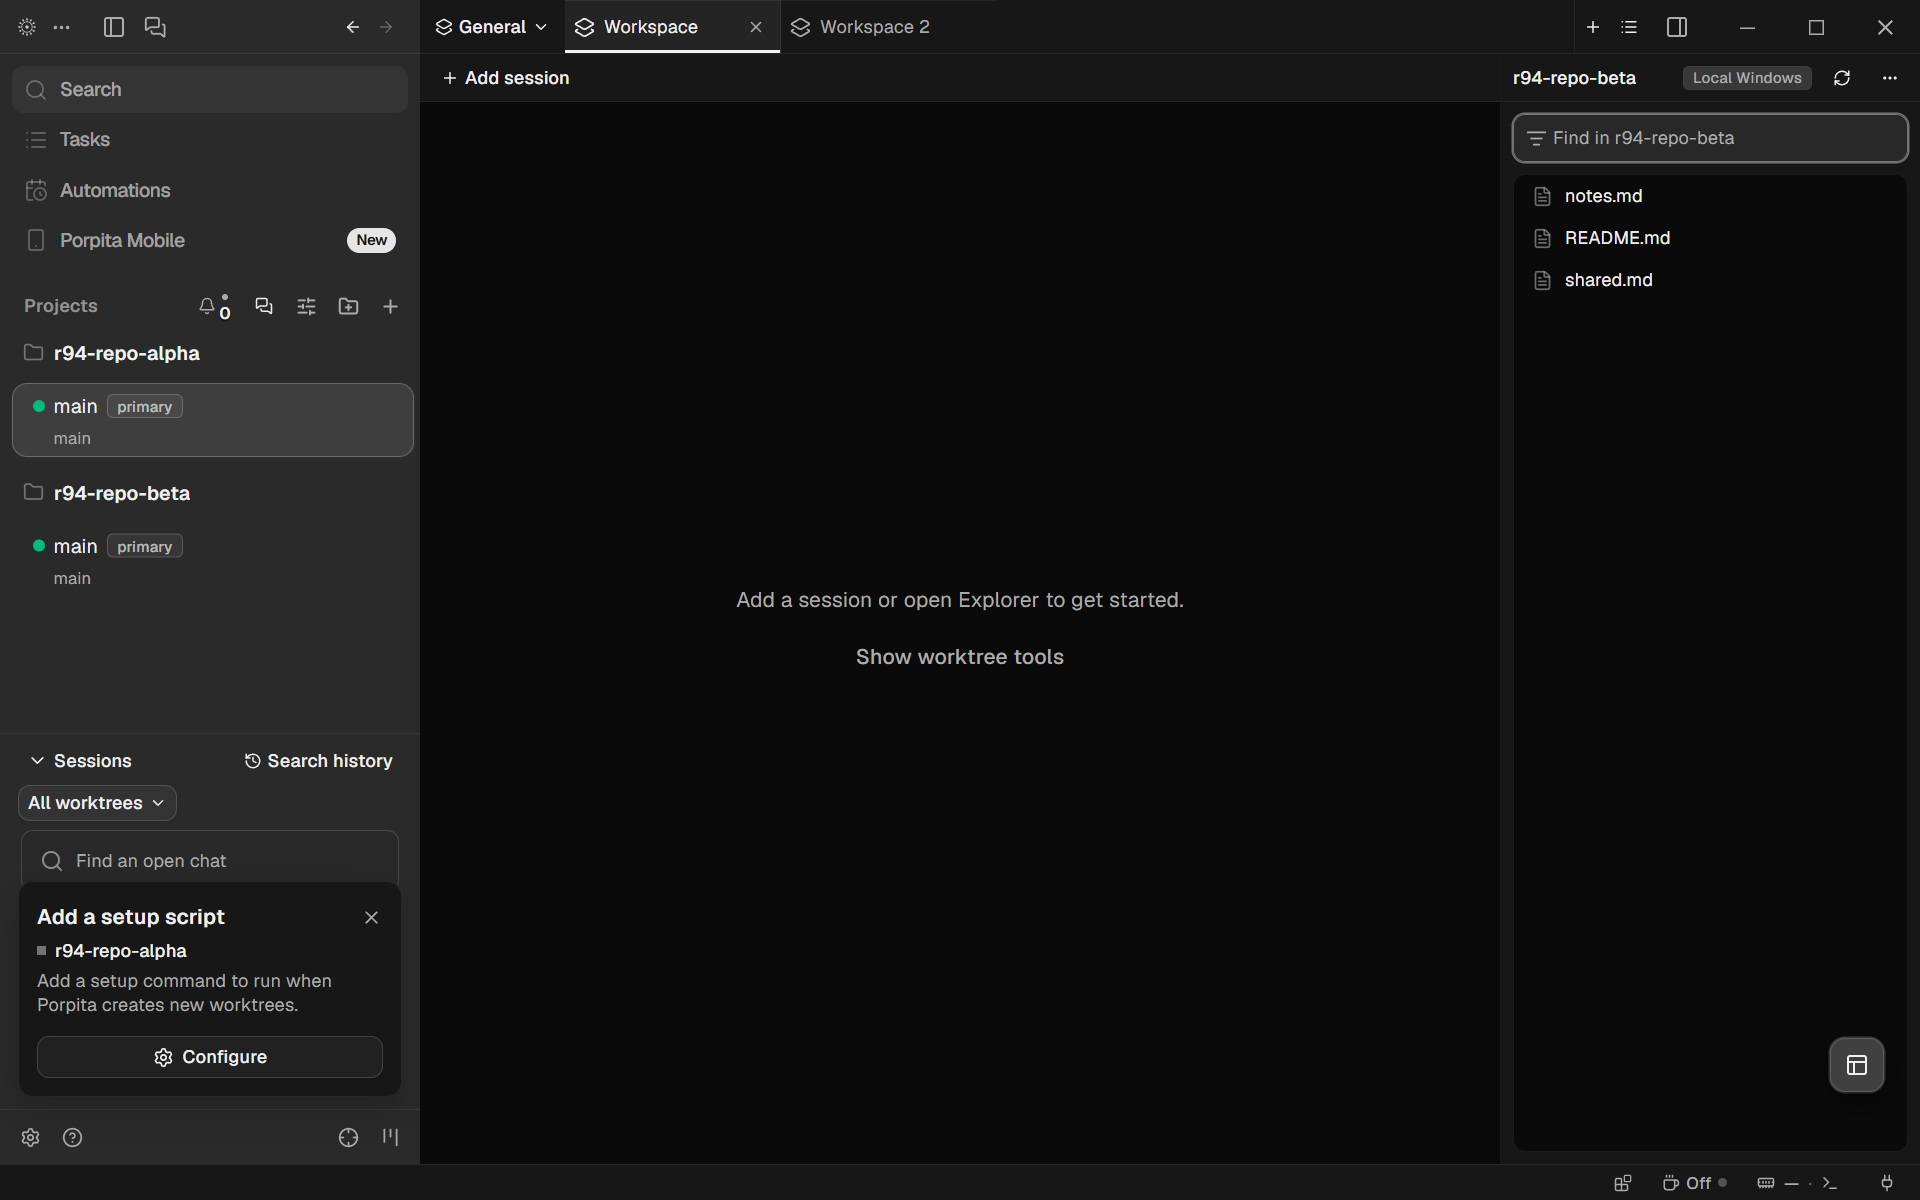 General
Workspace
Workspace 2
Add session
r94-repo-beta
Local Windows
Search
Tasks
Automations
Porpita Mobile
New
Projects
0
r94-repo-alpha
main
primary
main
r94-repo-beta
main
primary
main
Sessions
Search history
All worktrees
Find an open chat
Add a setup script
r94-repo-alpha
Add a setup command to run when
Porpita creates new worktrees.
Configure
Add a session or open Explorer to get started.
Show worktree tools
Find in r94-repo-beta
notes.md
README.md
shared.md
Off
— ·